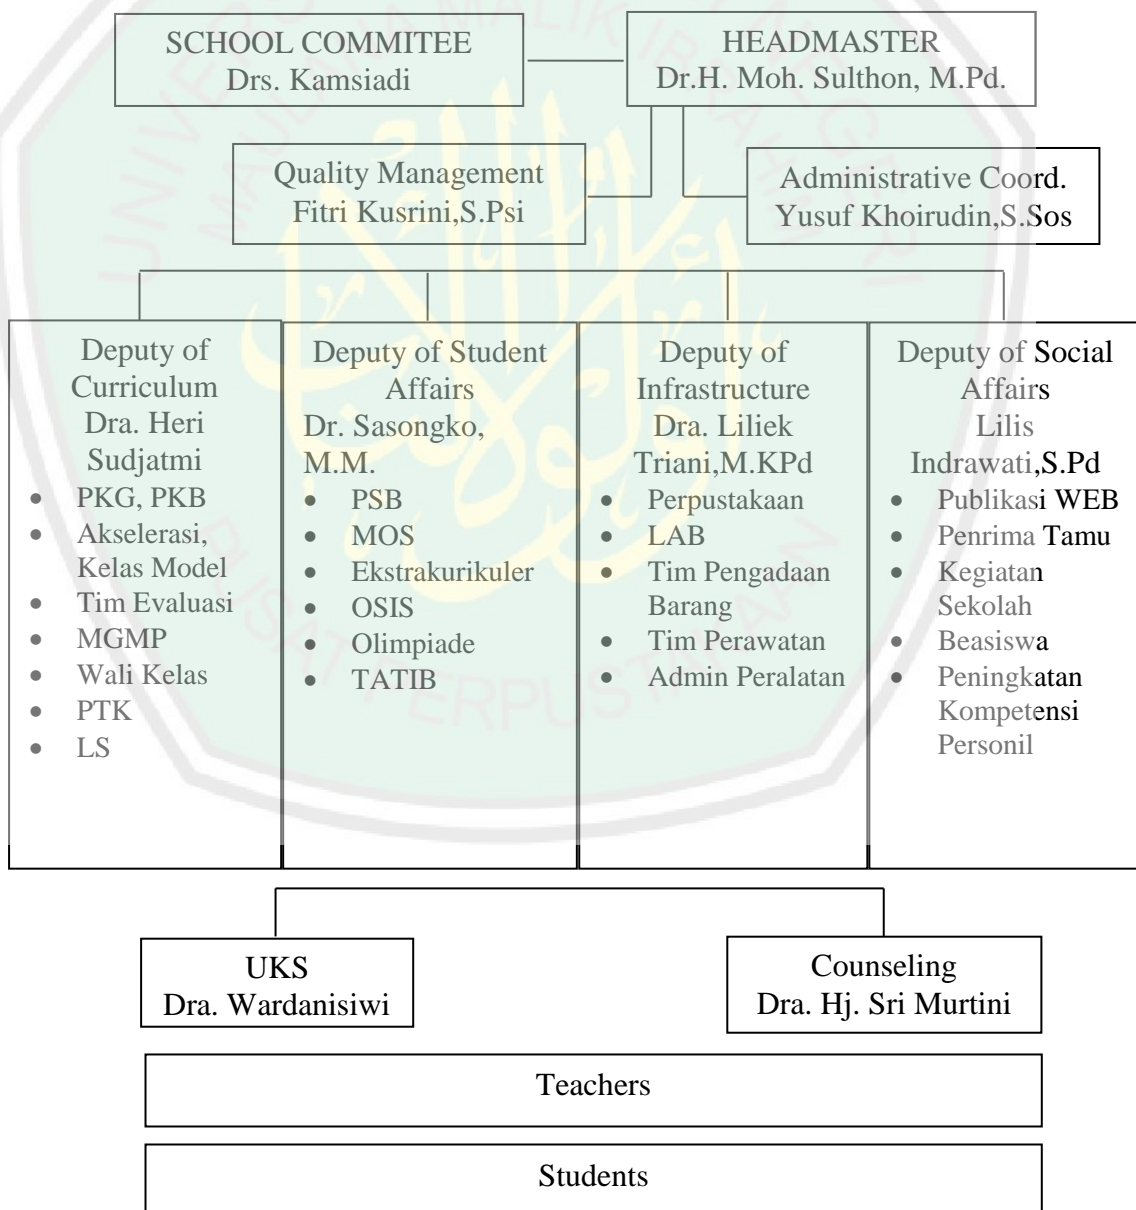 SCHOOL COMMITEE
Drs. Kamsiadi
HEADMASTER
Dr.H. Moh. Sulthon, M.Pd.
Quality Management
Fitri Kusrini,S.Psi
Administrative Coord.
Yusuf Khoirudin,S.Sos
Deputy of
Curriculum
Dra. Heri
Sudjatmi
• PKG, PKB
• Akselerasi,
Kelas Model
• Tim Evaluasi
• MGMP
• Wali Kelas
• PTK
• LS
Deputy of Student
Affairs
Dr. Sasongko,
M.M.
• PSB
• MOS
• Ekstrakurikuler
• OSIS
• Olimpiade
• TATIB
Deputy of
Infrastructure
Dra. Liliek
Triani,M.KPd
• Perpustakaan
• LAB
• Tim Pengadaan
Barang
• Tim Perawatan
• Admin Peralatan
Deputy of Social
Affairs
Lilis
Indrawati,S.Pd
• Publikasi WEB
• Penrima Tamu
• Kegiatan
Sekolah
• Beasiswa
• Peningkatan
Kompetensi
Personil
UKS
Dra. Wardanisiwi
Counseling
Dra. Hj. Sri Murtini
Teachers
Students
PUSAT PERPUSTAKAAN